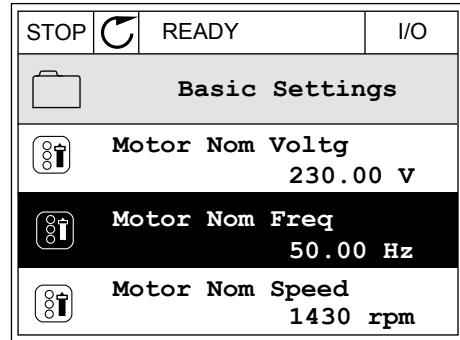 STOP READY I/O
Basic Settings
Motor Nom Voltg
230.00 V
Motor Nom Freq
50.00 Hz
Motor Nom Speed
1430 rpm